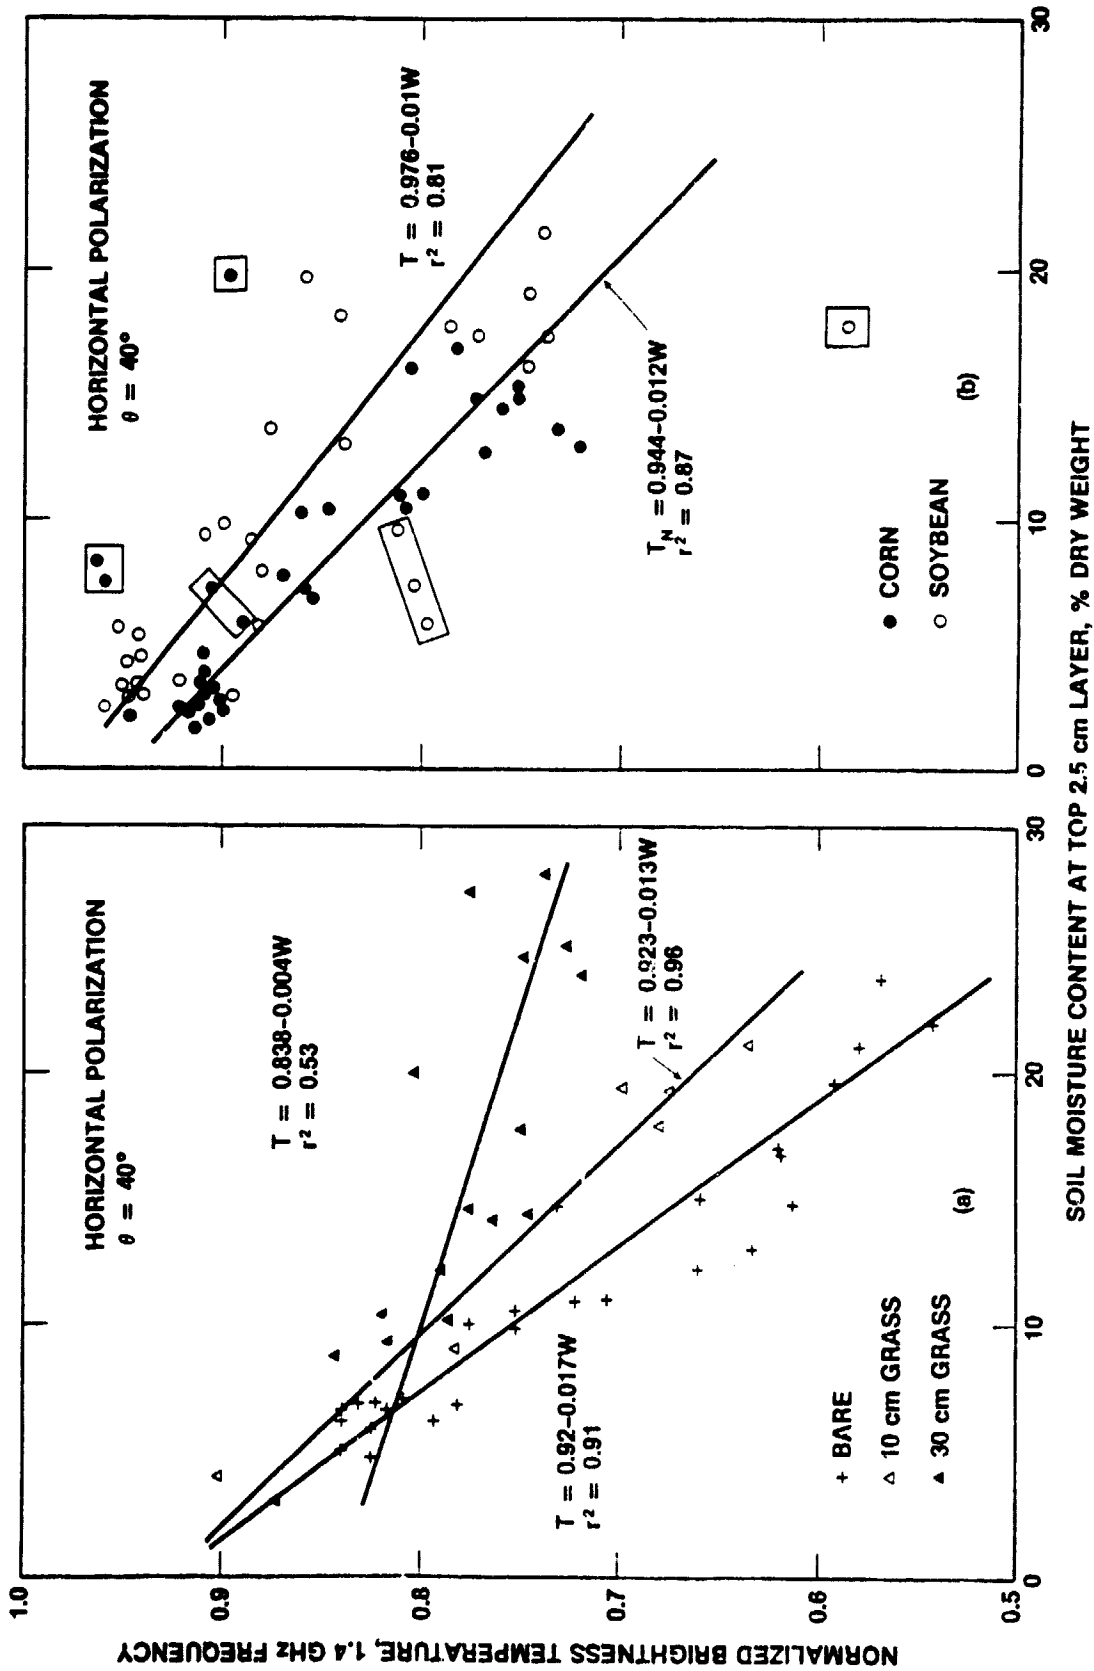 NORMALIZED BRIGHTNESS TEMPERATURE, 1.4 GHz FREQUENCY
1.0
0.9
0.8
0.7
0.6
0.5
HORIZONTAL POLARIZATION
θ = 40°
T = 0.838-0.004W
r² = 0.53
T = 0.923-0.013W
r² = 0.96
T = 0.92-0.017W
r² = 0.91
+ BARE
△ 10 cm GRASS
▲ 30 cm GRASS
(a)
0
10
20
30
HORIZONTAL POLARIZATION
θ = 40°
T = 0.976-0.01W
r² = 0.81
T_N = 0.944-0.012W
r² = 0.87
● CORN
○ SOYBEAN
(b)
0
10
20
30
SOIL MOISTURE CONTENT AT TOP 2.5 cm LAYER, % DRY WEIGHT